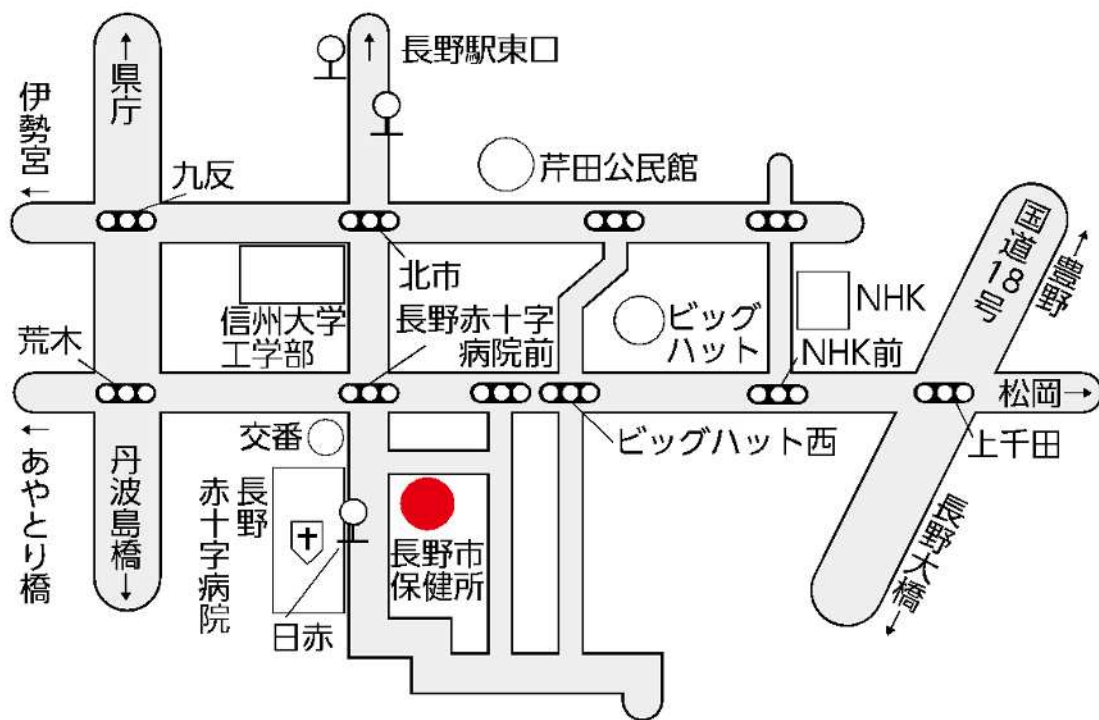 県庁
伊勢宮
長野駅東口
九反
芹田公民館
北市
国道18号
豊野
信州大学
工学部
長野赤十字
病院前
ビッグ
ハット
NHK
NHK前
荒木
松岡
交番
ビッグハット西
上千田
あやとり橋
丹波島橋
長野
赤十字病院
長野市
保健所
長野大橋
日赤